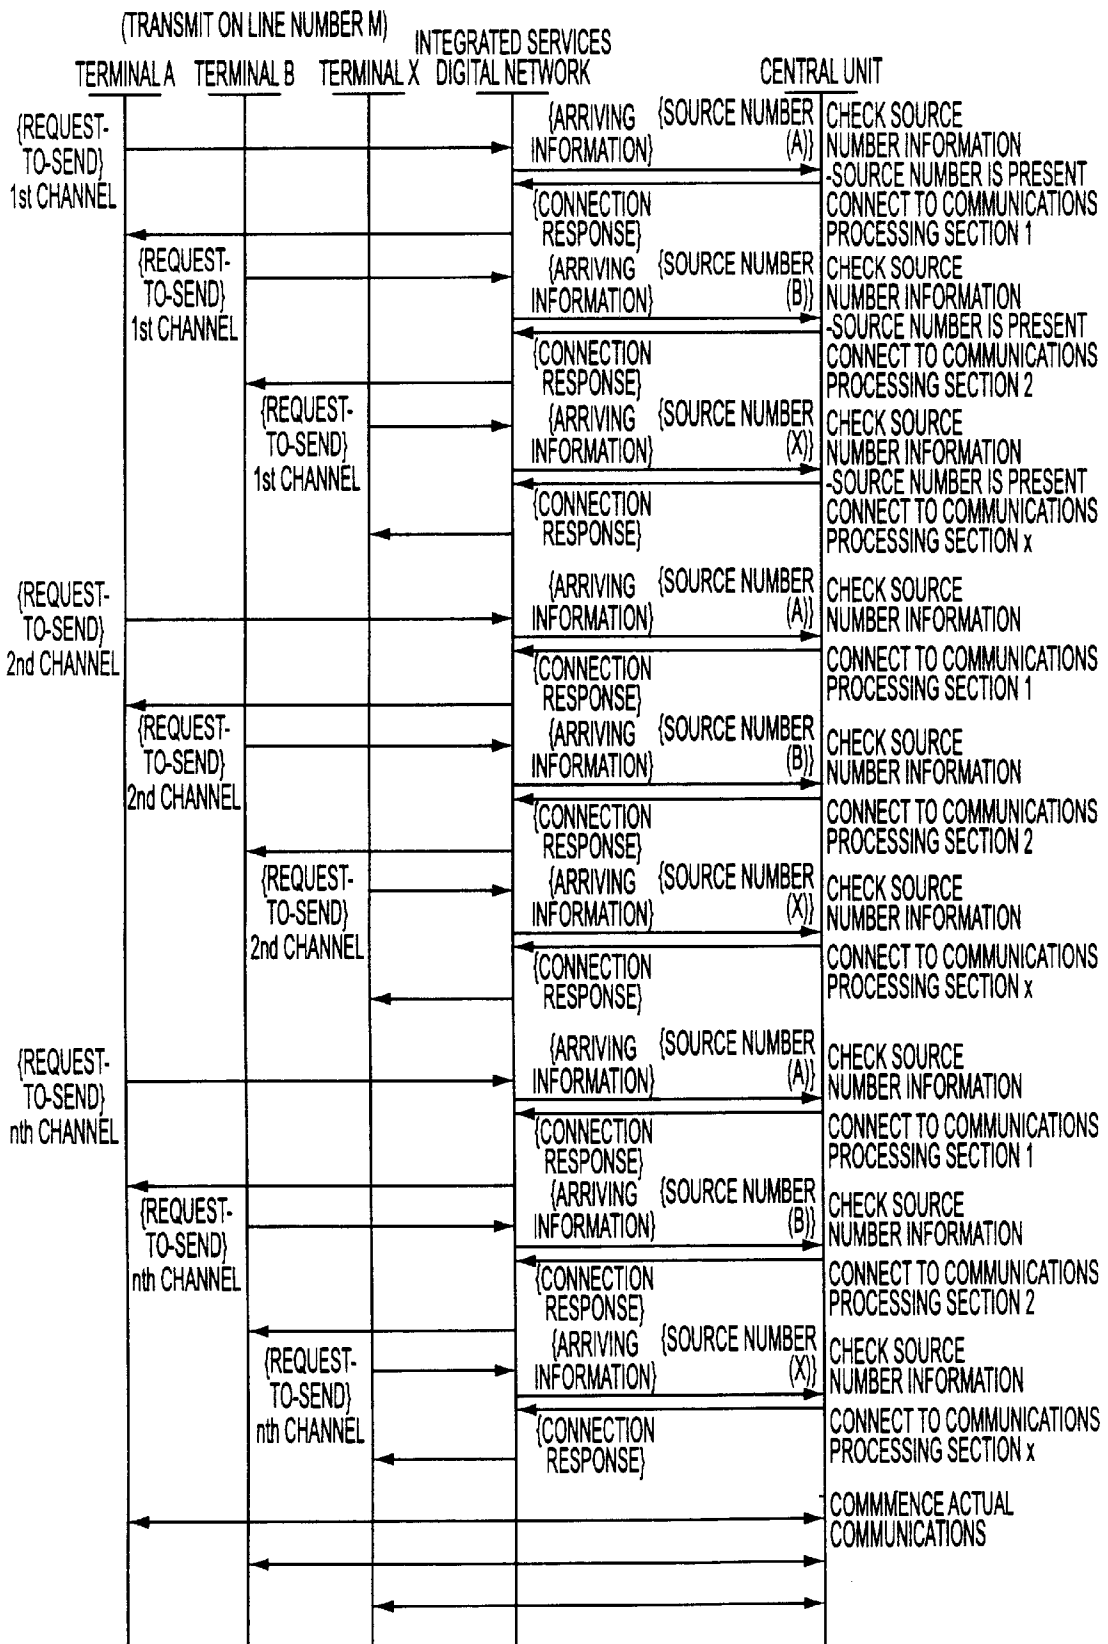 (TRANSMIT ON LINE NUMBER M)
INTEGRATED SERVICES
TERMINAL A TERMINAL B TERMINAL X DIGITAL NETWORK CENTRAL UNIT
{REQUEST-
TO-SEND}
1st CHANNEL
{ARRIVING
INFORMATION}
{SOURCE NUMBER
(A)}
CHECK SOURCE
NUMBER INFORMATION
-SOURCE NUMBER IS PRESENT
CONNECT TO COMMUNICATIONS
PROCESSING SECTION 1
{CONNECTION
RESPONSE}
{REQUEST-
TO-SEND}
1st CHANNEL
{ARRIVING
INFORMATION}
{SOURCE NUMBER
(B)}
CHECK SOURCE
NUMBER INFORMATION
-SOURCE NUMBER IS PRESENT
CONNECT TO COMMUNICATIONS
PROCESSING SECTION 2
{CONNECTION
RESPONSE}
{REQUEST-
TO-SEND}
1st CHANNEL
{ARRIVING
INFORMATION}
{SOURCE NUMBER
(X)}
CHECK SOURCE
NUMBER INFORMATION
-SOURCE NUMBER IS PRESENT
CONNECT TO COMMUNICATIONS
PROCESSING SECTION x
{CONNECTION
RESPONSE}
{REQUEST-
TO-SEND}
2nd CHANNEL
{ARRIVING
INFORMATION}
{SOURCE NUMBER
(A)}
CHECK SOURCE
NUMBER INFORMATION
CONNECT TO COMMUNICATIONS
PROCESSING SECTION 1
{CONNECTION
RESPONSE}
{REQUEST-
TO-SEND}
2nd CHANNEL
{ARRIVING
INFORMATION}
{SOURCE NUMBER
(B)}
CHECK SOURCE
NUMBER INFORMATION
CONNECT TO COMMUNICATIONS
PROCESSING SECTION 2
{CONNECTION
RESPONSE}
{REQUEST-
TO-SEND}
2nd CHANNEL
{ARRIVING
INFORMATION}
{SOURCE NUMBER
(X)}
CHECK SOURCE
NUMBER INFORMATION
CONNECT TO COMMUNICATIONS
PROCESSING SECTION x
{CONNECTION
RESPONSE}
{REQUEST-
TO-SEND}
nth CHANNEL
{ARRIVING
INFORMATION}
{SOURCE NUMBER
(A)}
CHECK SOURCE
NUMBER INFORMATION
CONNECT TO COMMUNICATIONS
PROCESSING SECTION 1
{CONNECTION
RESPONSE}
{REQUEST-
TO-SEND}
nth CHANNEL
{ARRIVING
INFORMATION}
{SOURCE NUMBER
(B)}
CHECK SOURCE
NUMBER INFORMATION
CONNECT TO COMMUNICATIONS
PROCESSING SECTION 2
{CONNECTION
RESPONSE}
{REQUEST-
TO-SEND}
nth CHANNEL
{ARRIVING
INFORMATION}
{SOURCE NUMBER
(X)}
CHECK SOURCE
NUMBER INFORMATION
CONNECT TO COMMUNICATIONS
PROCESSING SECTION x
{CONNECTION
RESPONSE}
COMMMENCE ACTUAL
COMMUNICATIONS